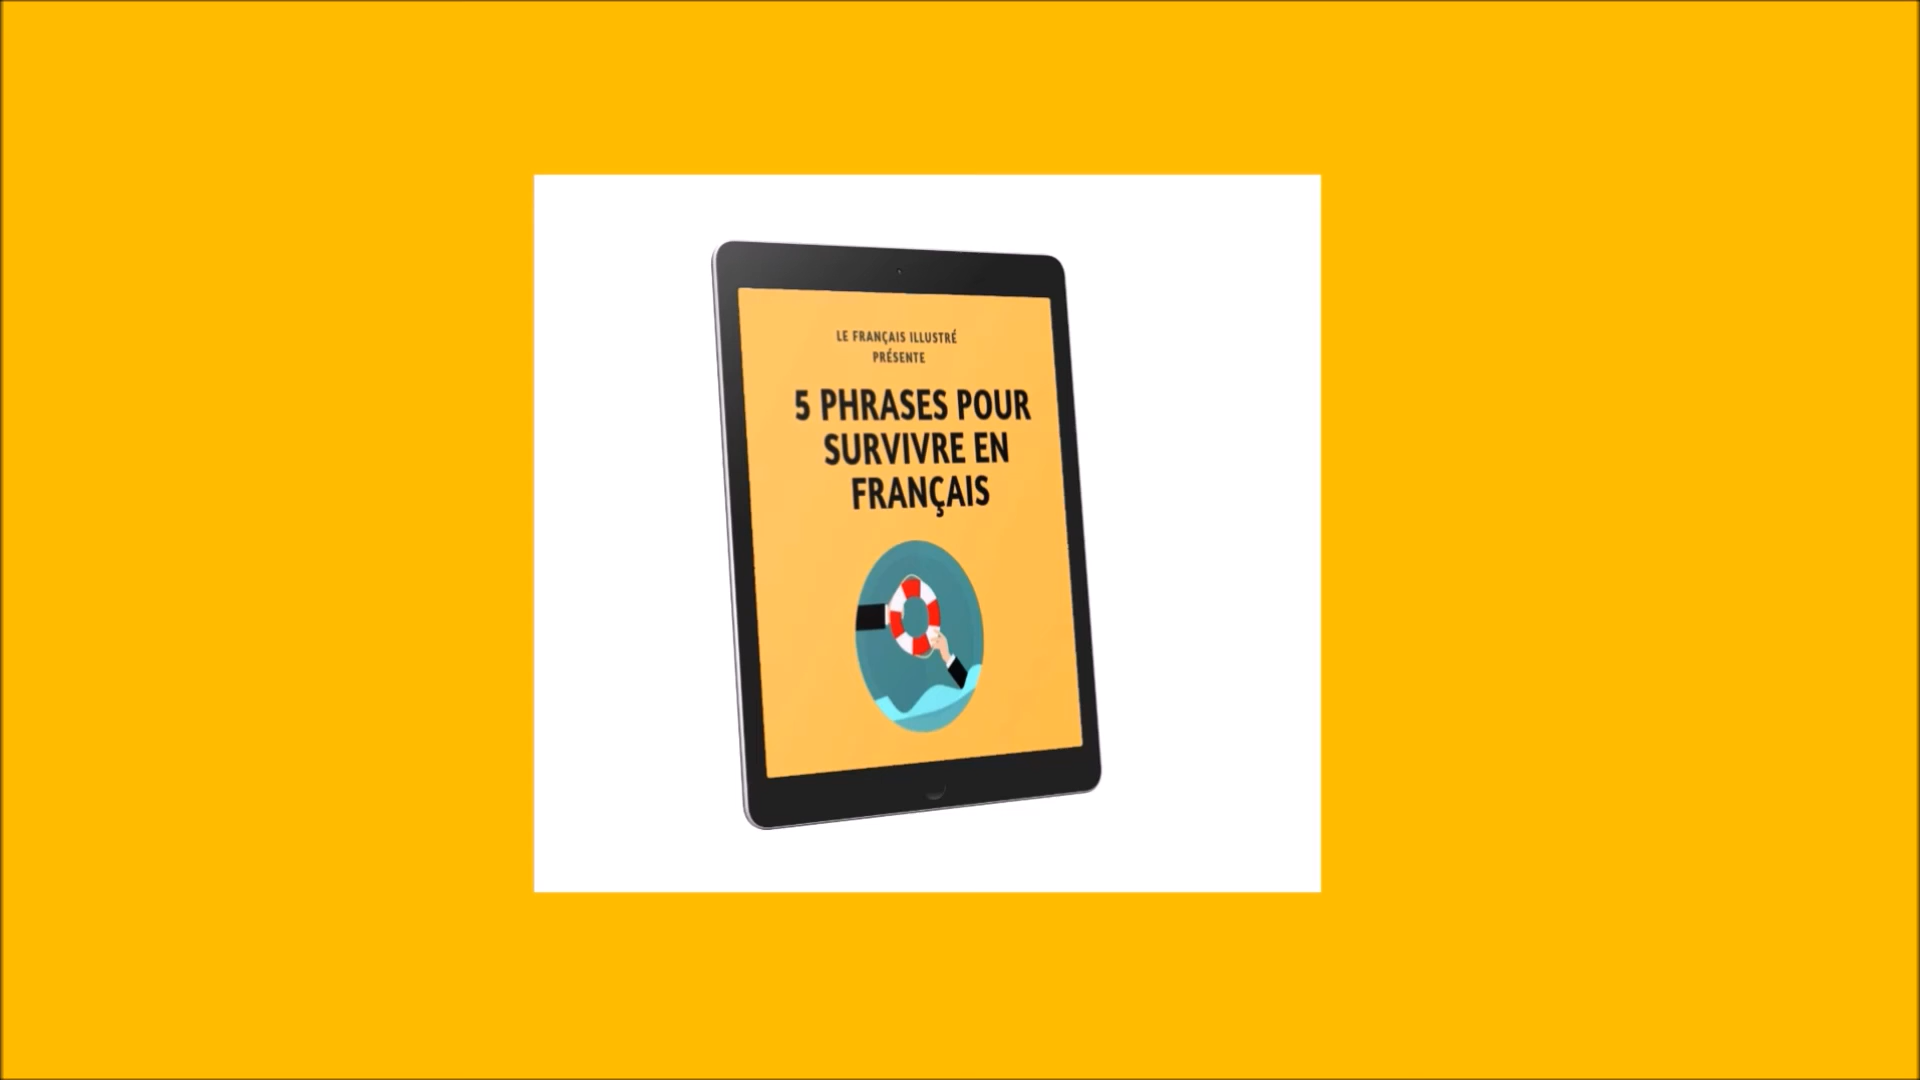 LE FRANÇAIS ILLUSTRÉ
PRÉSENTE
5 PHRASES POUR
SURVIVRE EN
FRANÇAIS